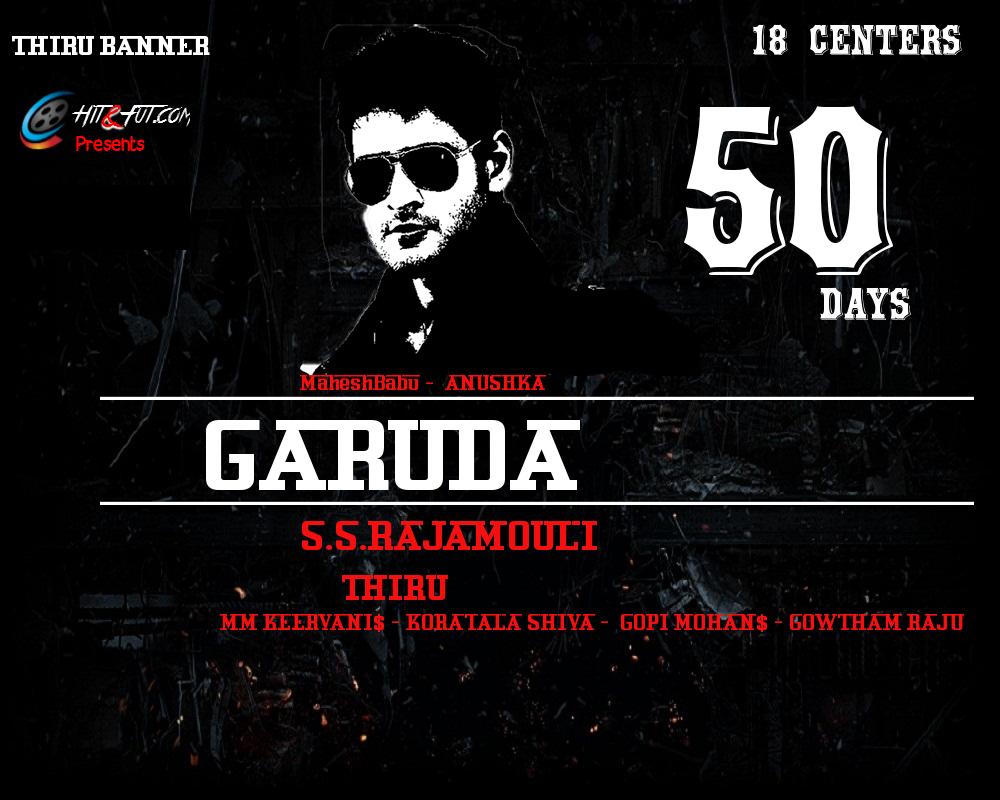 THIRU BANNER
18 CENTERS
HIT&FUT.COM
Presents
50
DAYS
MaheshBabu - ANUSHKA
GARUDA
S.S.RAJAMOULI
THIRU
MM KEERVANI$ - KORATALA SHIVA - GOPI MOHAN$ - GOWTHAM RAJU